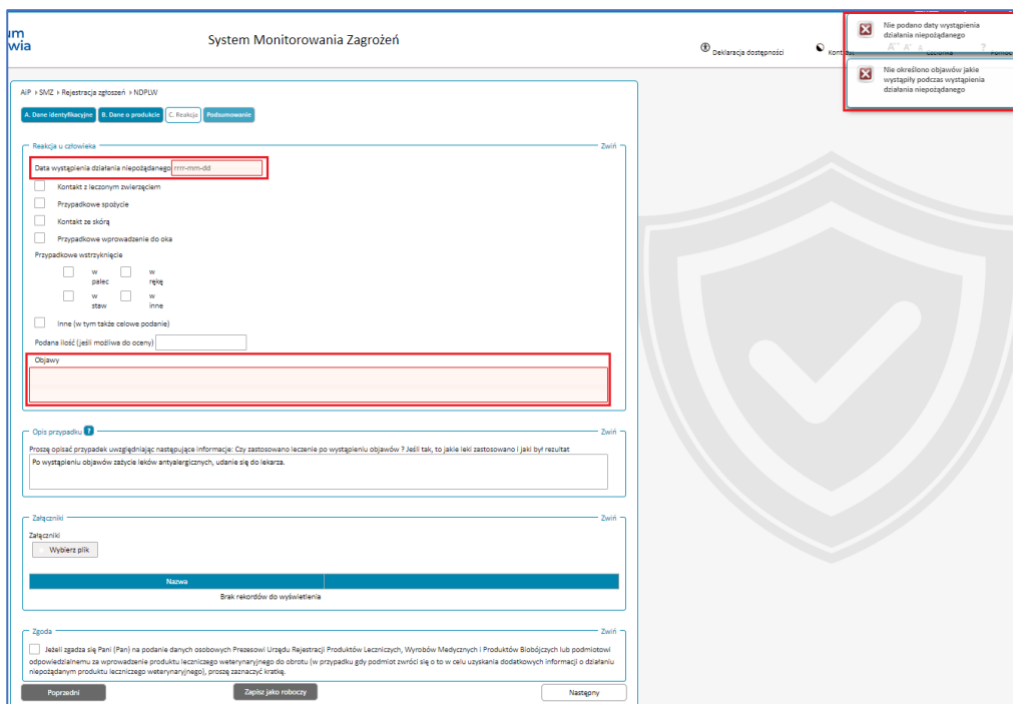 um
wia
System Monitorowania Zagrożeń
Deklaracja dostępności
Nie podano daty wystąpienia
działania niepożądanego
A++ A+ A
?
Nie określono objawów jakie
wystąpiły podczas wystąpienia
działania niepożądanego
AiP › SMZ › Rejestracja zgłoszeń › NDPLW
A. Dane identyfikacyjne B. Dane o produkcie C. Reakcja Podsumowanie
Reakcja u człowieka Zwiń
Data wystąpienia działania niepożądanego rrrr-mm-dd
Kontakt z leczonym zwierzęciem
Przypadkowe spożycie
Kontakt ze skórą
Przypadkowe wprowadzenie do oka
Przypadkowe wstrzyknięcie
w palec
w rękę
w staw
w inne
Inne (w tym także celowe podanie)
Podana ilość (jeśli możliwa do oceny)
Objawy
Opis przypadku ? Zwiń
Proszę opisać przypadek uwzględniając następujące informacje: Czy zastosowano leczenie po wystąpieniu objawów ? Jeśli tak, to jakie leki zastosowano i jaki był rezultat
Po wystąpieniu objawów zażycie leków antyalergicznych, udanie się do lekarza.
Załączniki Zwiń
Załączniki
Wybierz plik
Nazwa
Brak rekordów do wyświetlenia
Zgoda Zwiń
Jeżeli zgadza się Pani (Pan) na podanie danych osobowych Prezesowi Urzędu Rejestracji Produktów Leczniczych, Wyrobów Medycznych i Produktów Biobójczych lub podmiotowi
odpowiedzialnemu za wprowadzenie produktu leczniczego weterynaryjnego do obrotu (w przypadku gdy podmiot zwróci się o to w celu uzyskania dodatkowych informacji o działaniu
niepożądanym produktu leczniczego weterynaryjnego), proszę zaznaczyć kratkę.
Poprzedni Zapisz jako roboczy Następny